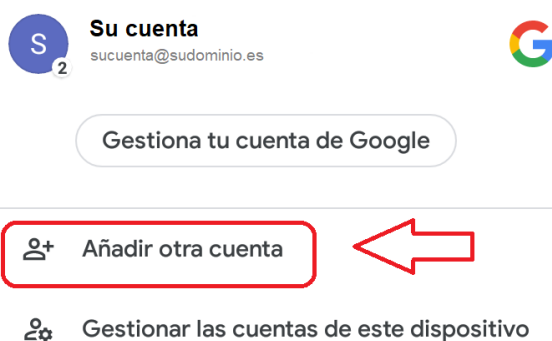 Su cuenta
S
2
sucuenta@sudominio.es
G
Gestiona tu cuenta de Google
Añadir otra cuenta
Gestionar las cuentas de este dispositivo